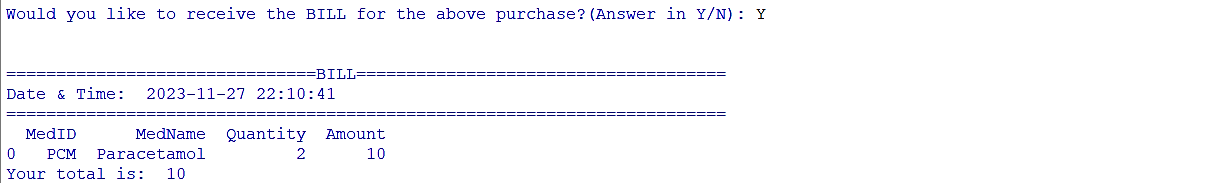 Would you like to receive the BILL for the above purchase?(Answer in Y/N): Y
===============================BILL=====================================
Date & Time:  2023-11-27 22:10:41
========================================================================
  MedID      MedName  Quantity  Amount
0   PCM  Paracetamol         2      10
Your total is:  10